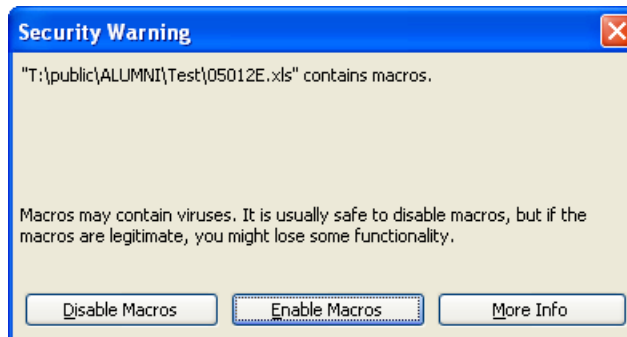 Security Warning
"T:\public\ALUMNI\Test\05012E.xls" contains macros.
Macros may contain viruses. It is usually safe to disable macros, but if the
macros are legitimate, you might lose some functionality.
Disable Macros Enable Macros More Info